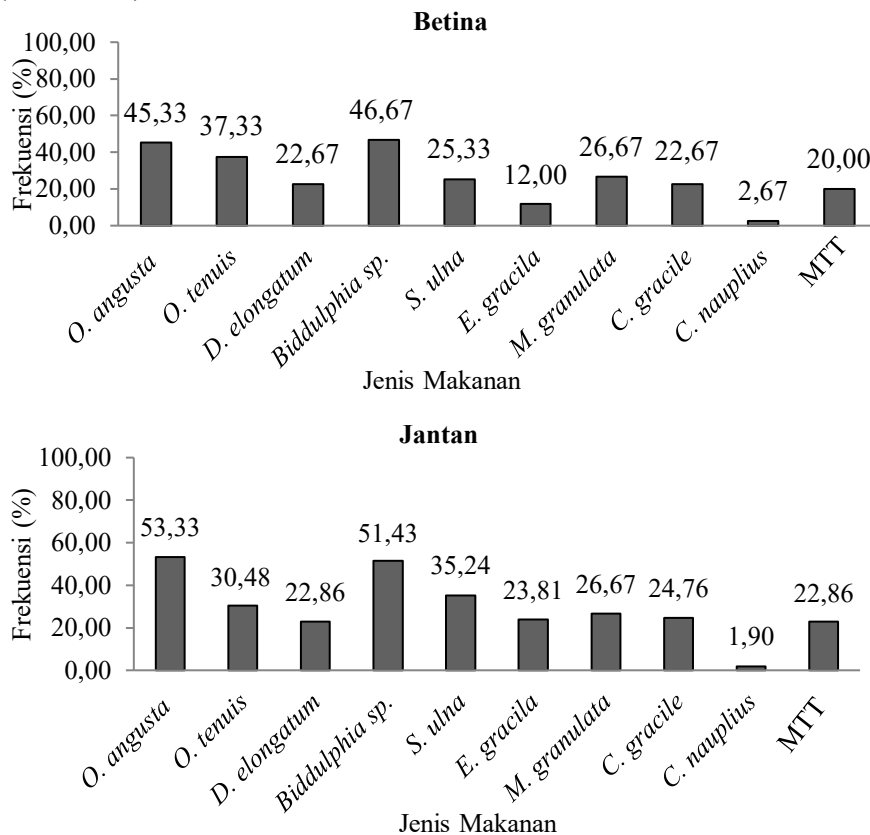 Betina
Frekuensi (%)
100,00
80,00
60,00
40,00
20,00
0,00
45,33
37,33
22,67
46,67
25,33
12,00
26,67
22,67
2,67
20,00
O. angusta
O. tenuis
D. elongatum
Biddulphia sp.
S. ulna
E. gracila
M. granulata
C. gracile
C. nauplius
MTT
Jenis Makanan
Jantan
Frekuensi (%)
100,00
80,00
60,00
40,00
20,00
0,00
53,33
30,48
22,86
51,43
35,24
23,81
26,67
24,76
1,90
22,86
O. angusta
O. tenuis
D. elongatum
Biddulphia sp.
S. ulna
E. gracila
M. granulata
C. gracile
C. nauplius
MTT
Jenis Makanan